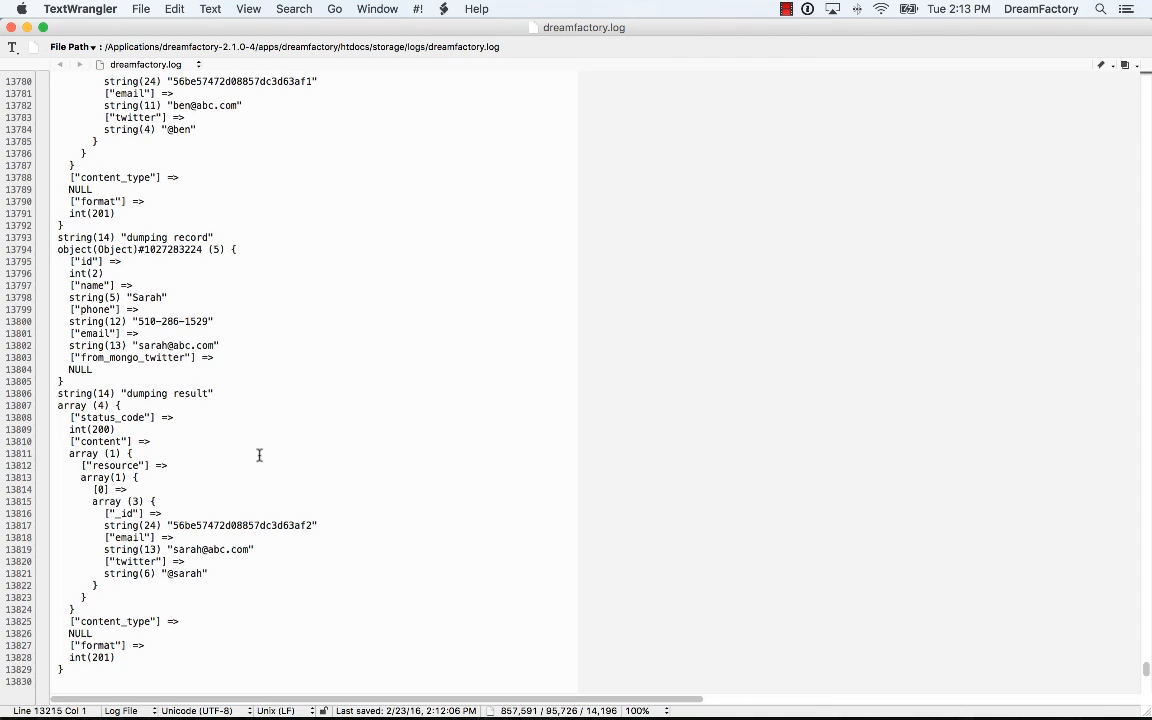 TextWrangler File Edit Text View Search Go Window #! Help Tue 2:13 PM DreamFactory
dreamfactory.log
File Path : /Applications/dreamfactory-2.1.0-4/apps/dreamfactory/htdocs/storage/logs/dreamfactory.log
dreamfactory.log
13780 string(24) "56be57472d08857dc3d63af1"
13781 ["email"] =>
13782 string(11) "ben@abc.com"
13783 ["twitter"] =>
13784 string(4) "@ben"
13785 }
13786 }
13787 }
13788 ["content_type"] =>
13789 NULL
13790 ["format"] =>
13791 int(201)
13792 }
13793 string(14) "dumping record"
13794 object(Object)#1027283224 (5) {
13795 ["id"] =>
13796 int(2)
13797 ["name"] =>
13798 string(5) "Sarah"
13799 ["phone"] =>
13800 string(12) "510-286-1529"
13801 ["email"] =>
13802 string(13) "sarah@abc.com"
13803 ["from_mongo_twitter"] =>
13804 NULL
13805 }
13806 string(14) "dumping result"
13807 array (4) {
13808 ["status_code"] =>
13809 int(200)
13810 ["content"] =>
13811 array (1) {
13812 ["resource"] =>
13813 array(1) {
13814 [0] =>
13815 array (3) {
13816 ["_id"] =>
13817 string(24) "56be57472d08857dc3d63af2"
13818 ["email"] =>
13819 string(13) "sarah@abc.com"
13820 ["twitter"] =>
13821 string(6) "@sarah"
13822 }
13823 }
13824 }
13825 ["content_type"] =>
13826 NULL
13827 ["format"] =>
13828 int(201)
13829 }
13830
Line 13215 Col 1 Log File Unicode (UTF-8) Unix (LF) Last saved: 2/23/16, 2:12:06 PM 857,591 / 95,726 / 14,196 100%